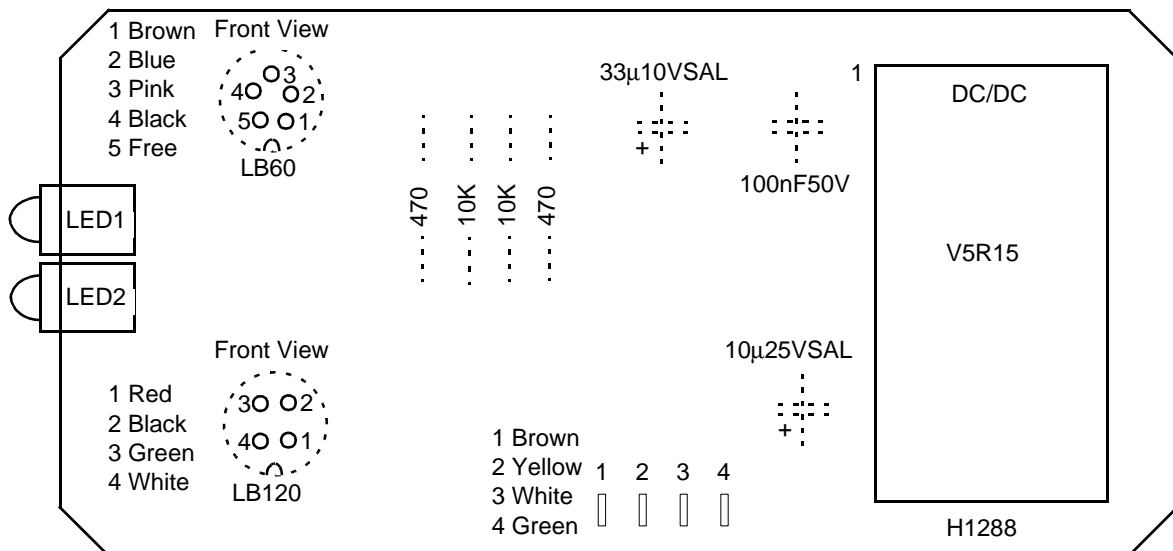 1 Brown
2 Blue
3 Pink
4 Black
5 Free
Front View
3
4
2
5
1
LB60
LED1
LED2
470
10K
10K
470
33µ10VSAL
+
100nF50V
1
DC/DC
V5R15
H1288
Front View
1 Red
2 Black
3 Green
4 White
3
2
4
1
LB120
10µ25VSAL
+
1 Brown
2 Yellow
3 White
4 Green
1 2 3 4